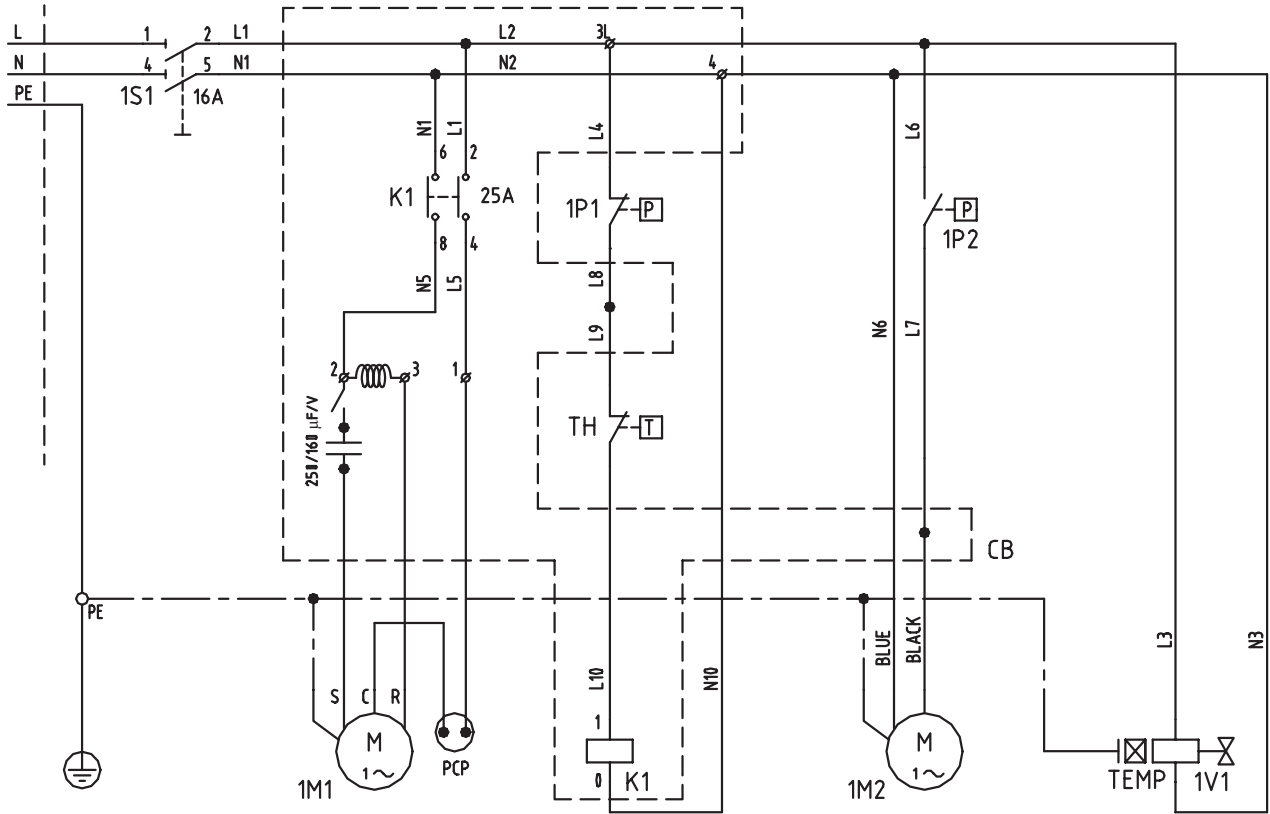 L
1
2
L1
L2
3L
N
4
5
N1
N2
4
PE
1S1
16A
N1
L1
L4
L6
6
2
K1
25A
1P1
P
P
1P2
8
4
N5
L5
L8
L9
N6
L7
2
3
1
250/160 µF/V
TH
T
CB
PE
BLUE
BLACK
L3
N3
L10
N10
S
C
R
1
M
1~
M
1~
PCP
0
K1
1M1
1M2
TEMP
1V1